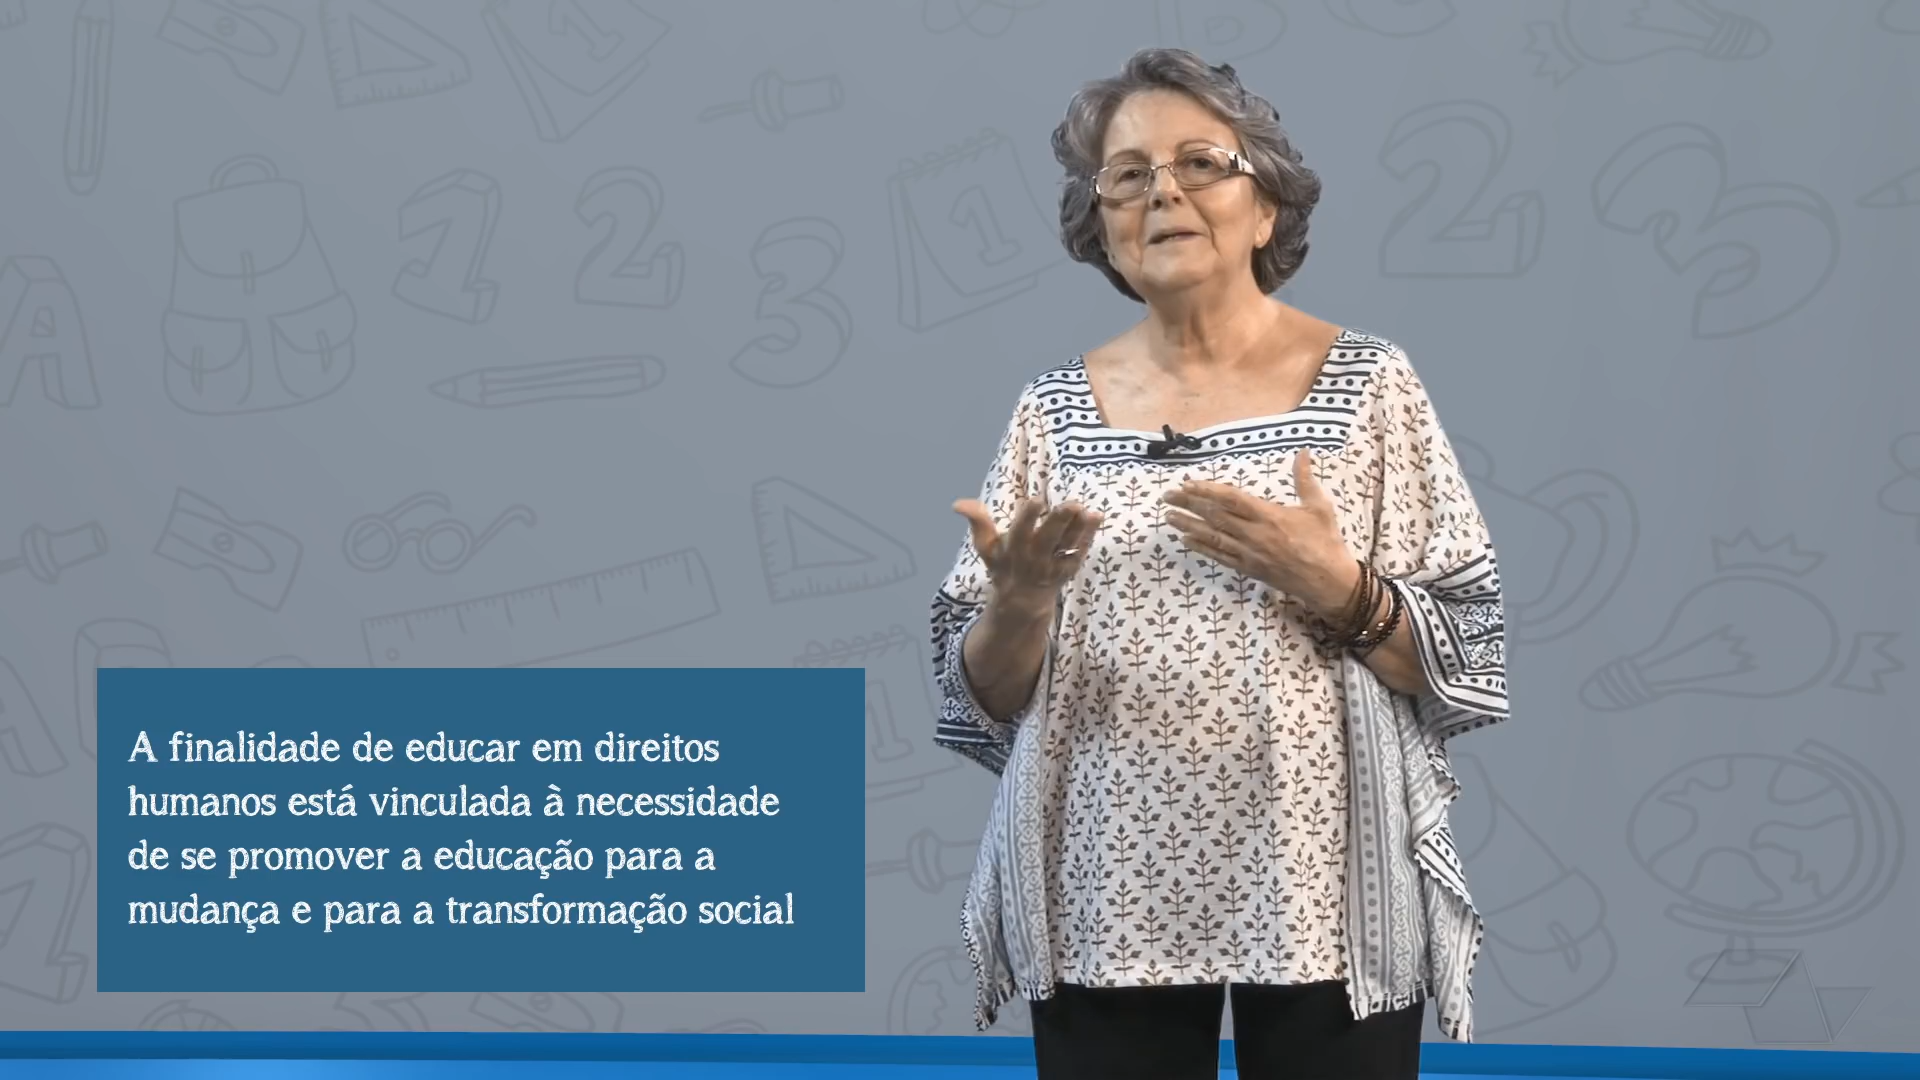 A finalidade de educar em direitos
humanos está vinculada à necessidade
de se promover a educação para a
mudança e para a transformação social